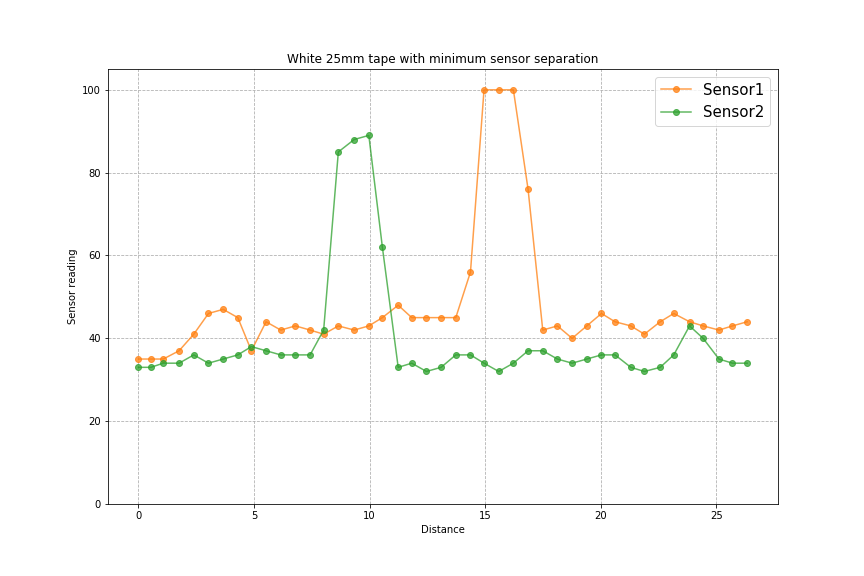 White 25mm tape with minimum sensor separation
Sensor1
Sensor2
Sensor reading
100
80
60
40
20
0
0 5 10 15 20 25
Distance